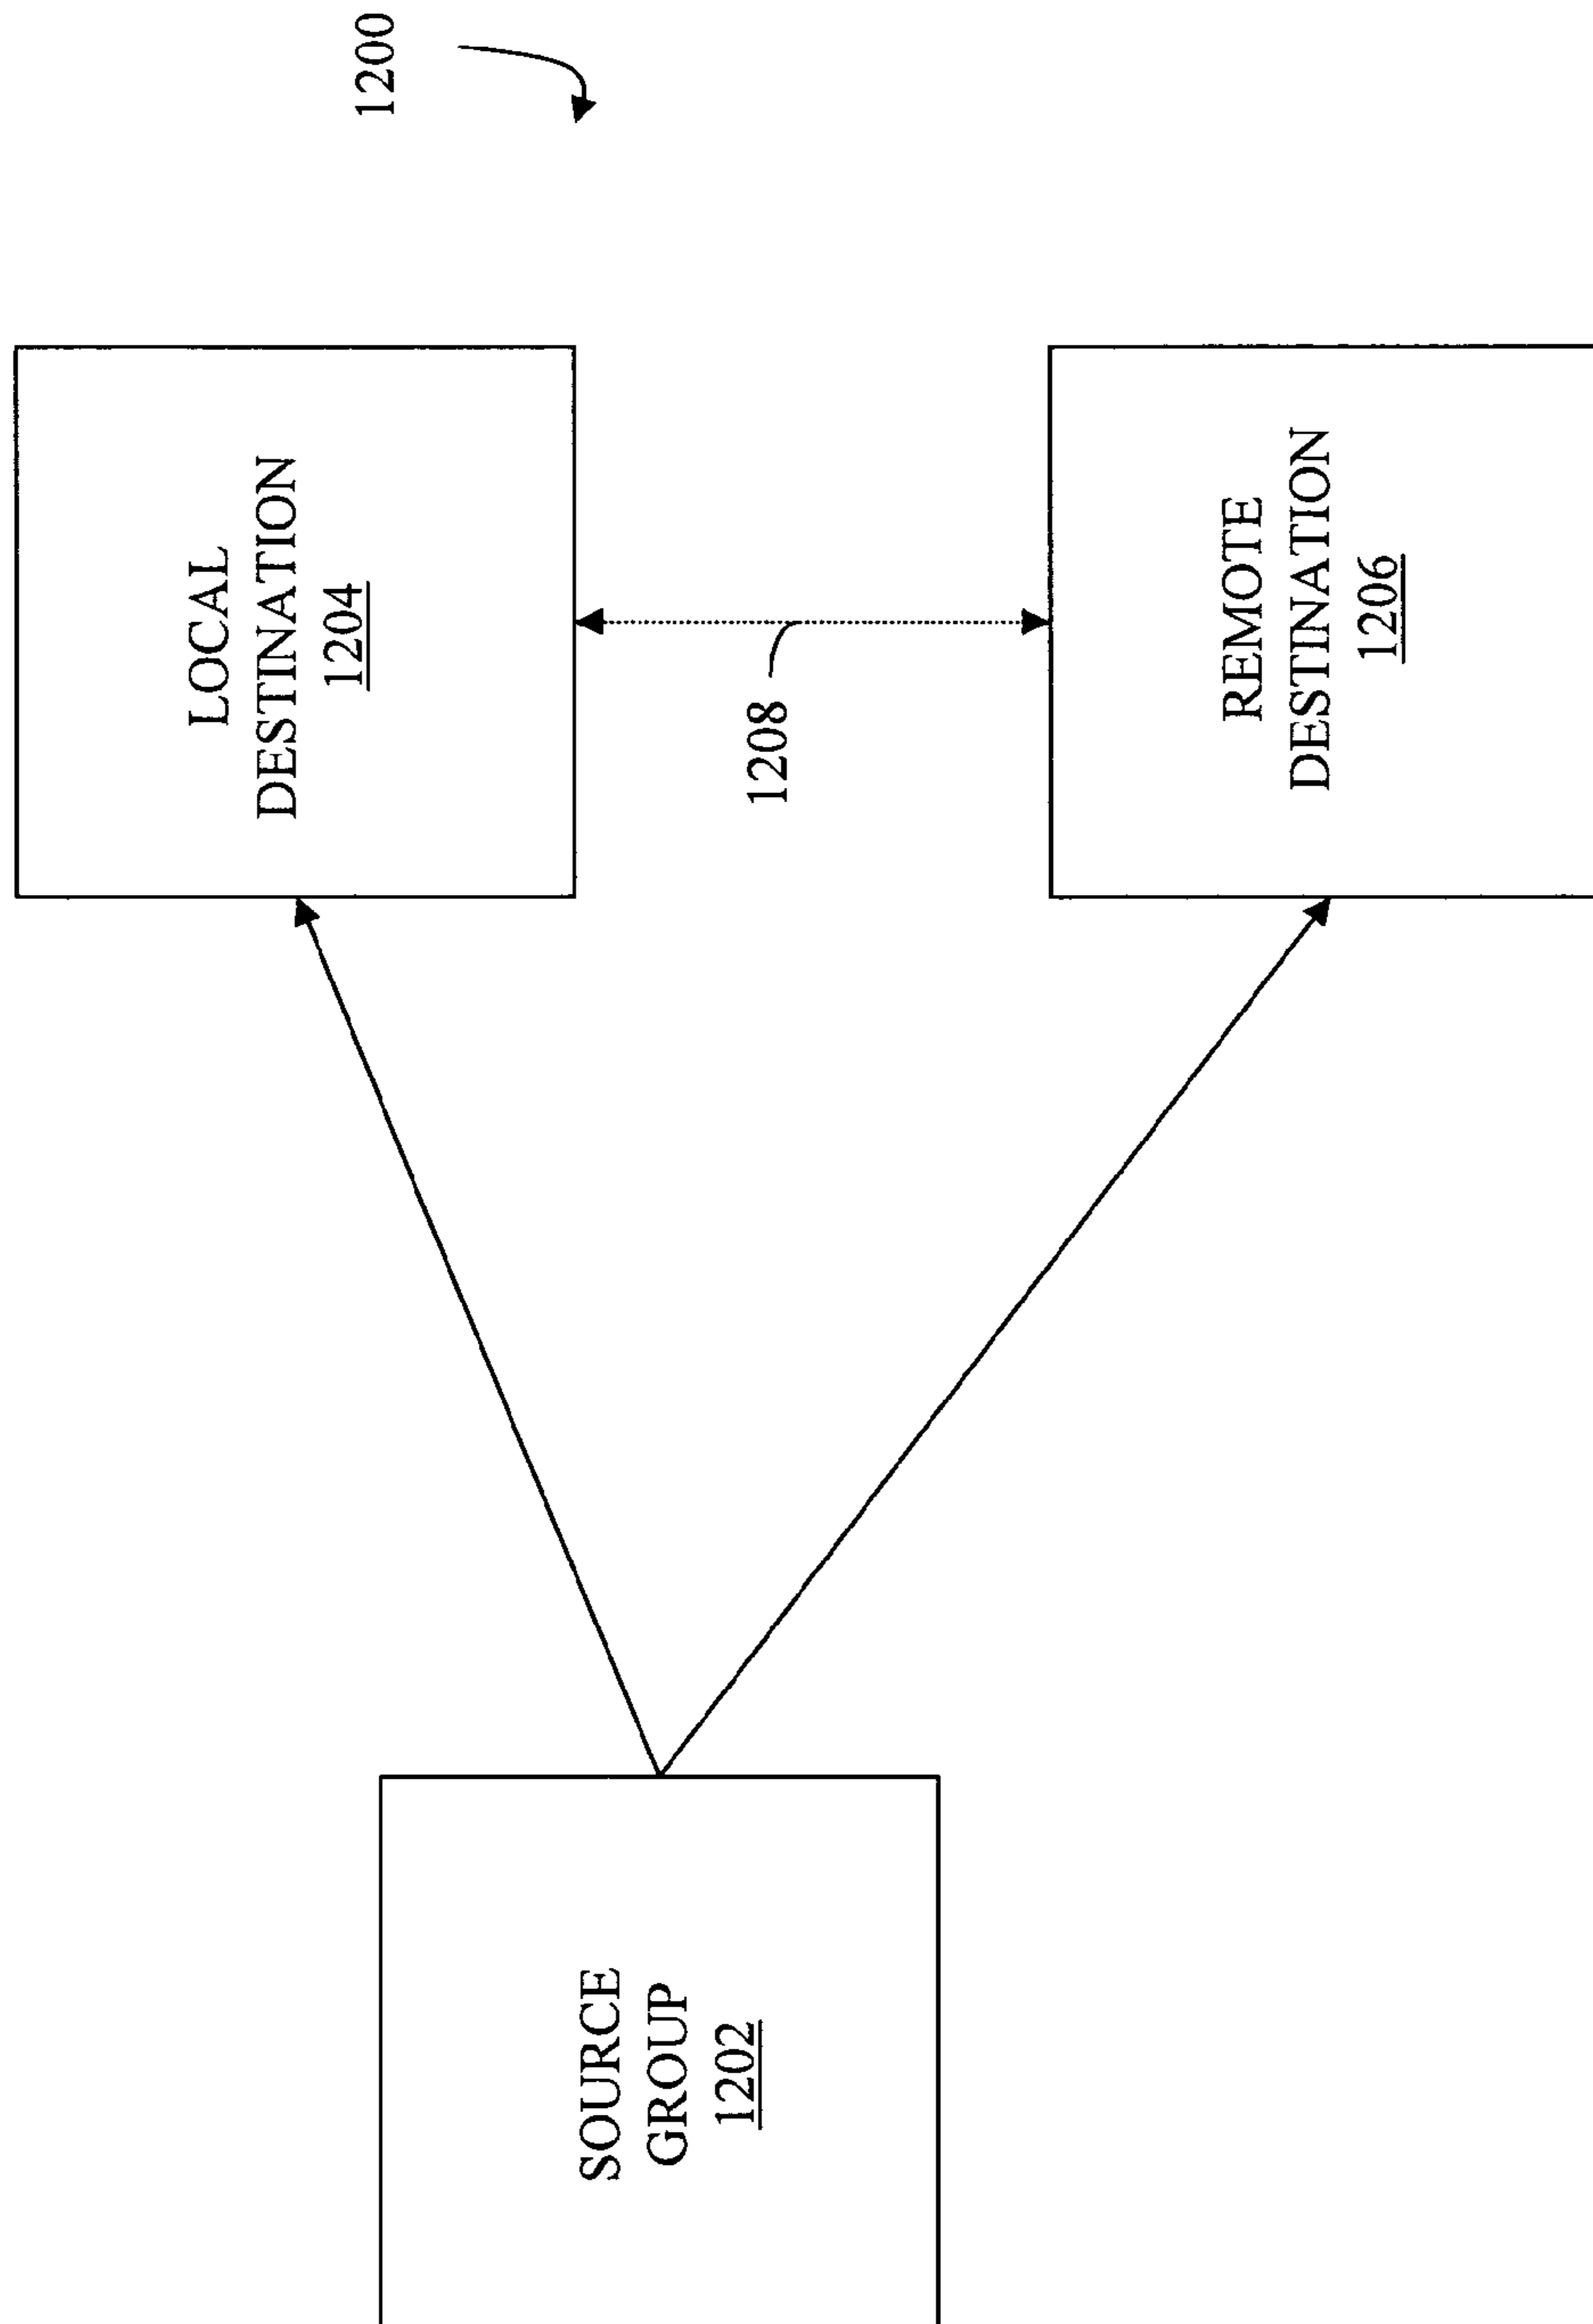 1200
LOCAL
DESTINATION
1204
1208
REMOTE
DESTINATION
1206
SOURCE
GROUP
1202